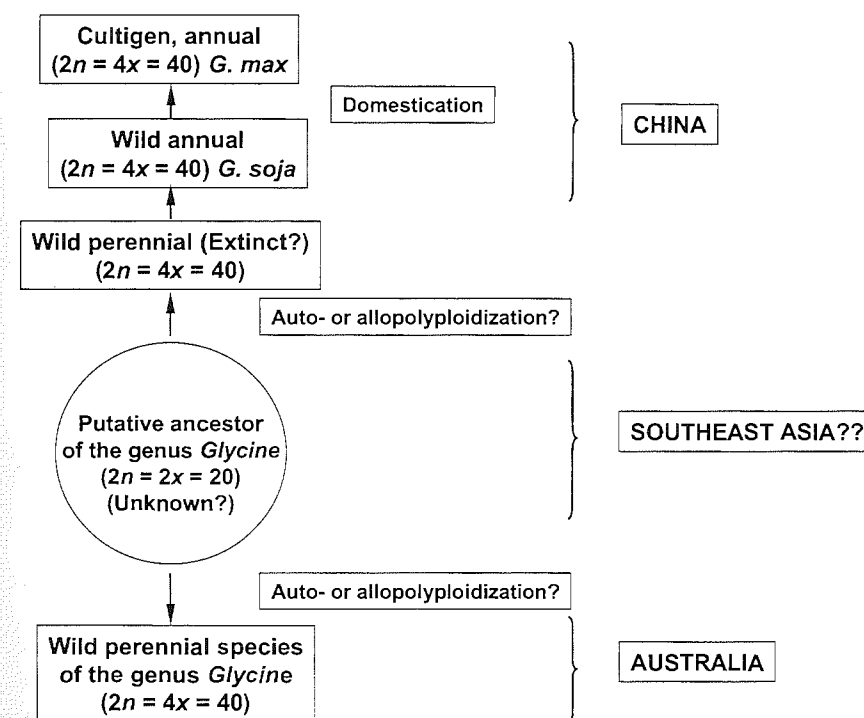 Cultigen, annual
(2n = 4x = 40) G. max
Domestication
CHINA
Wild annual
(2n = 4x = 40) G. soja
Wild perennial (Extinct?)
(2n = 4x = 40)
Auto- or allopolyploidization?
Putative ancestor
of the genus Glycine
(2n = 2x = 20)
(Unknown?)
SOUTHEAST ASIA??
Auto- or allopolyploidization?
Wild perennial species
of the genus Glycine
(2n = 4x = 40)
AUSTRALIA